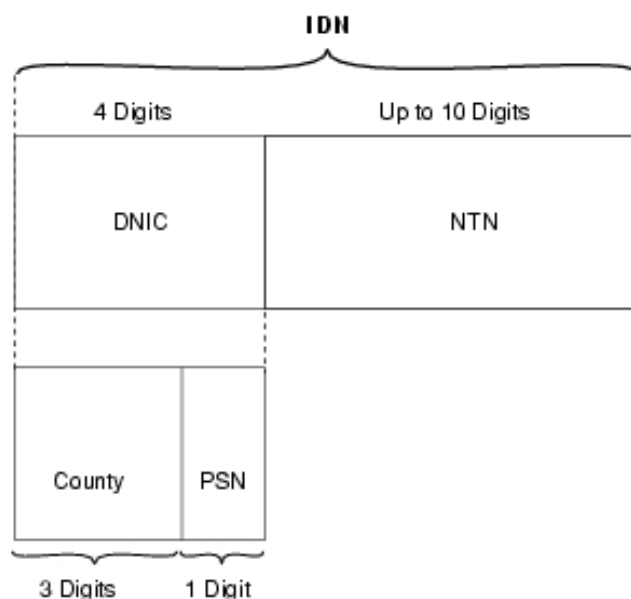 IDN
4 Digits Up to 10 Digits
DNIC NTN
County PSN
3 Digits 1 Digit